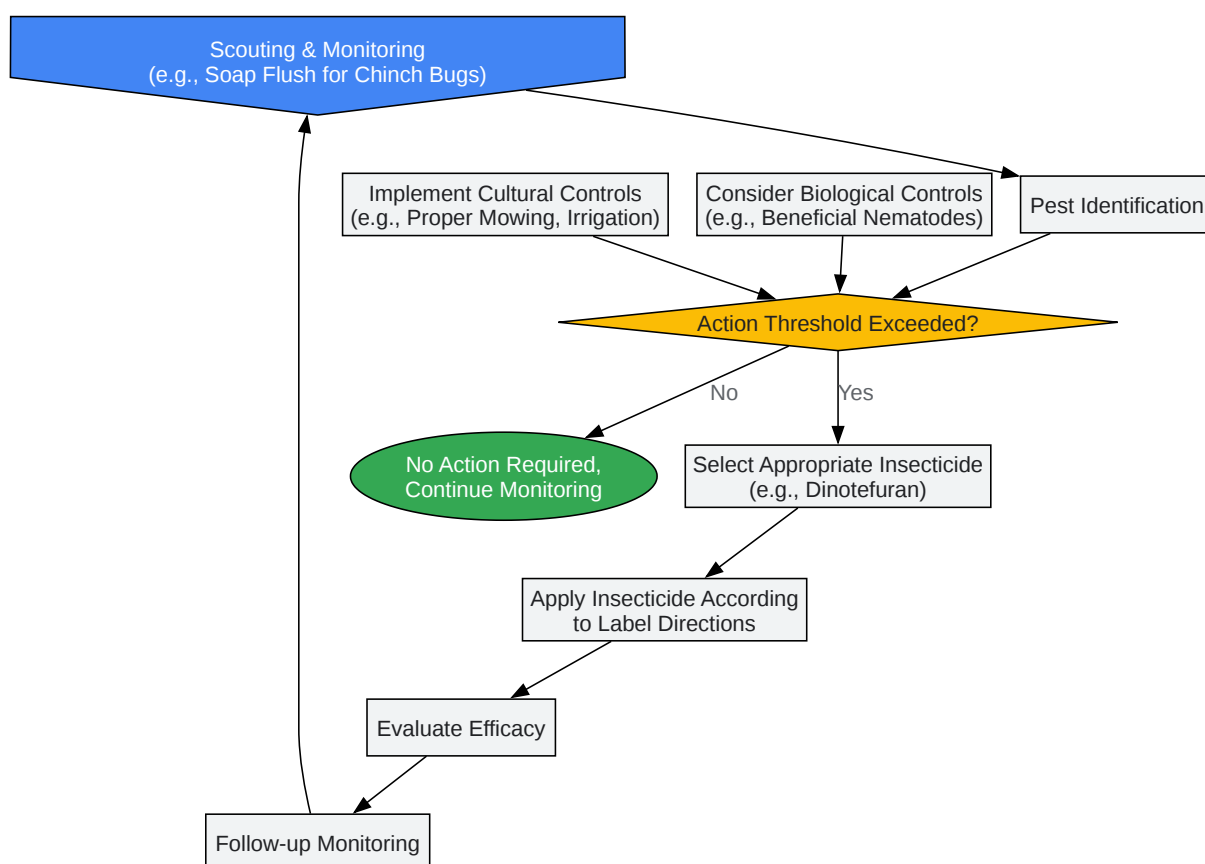 Scouting & Monitoring
(e.g., Soap Flush for Chinch Bugs)
Implement Cultural Controls
(e.g., Proper Mowing, Irrigation)
Consider Biological Controls
(e.g., Beneficial Nematodes)
Pest Identification
Action Threshold Exceeded?
No
Yes
No Action Required,
Continue Monitoring
Select Appropriate Insecticide
(e.g., Dinotefuran)
Apply Insecticide According
to Label Directions
Evaluate Efficacy
Follow-up Monitoring